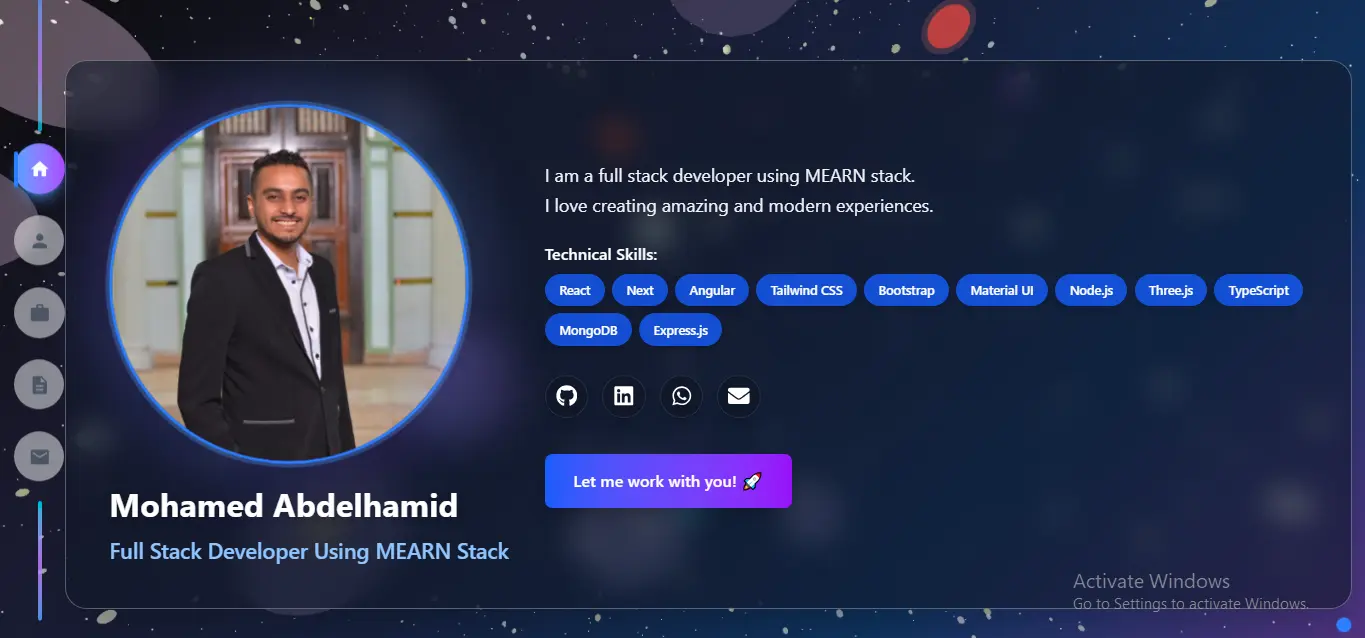 I am a full stack developer using MEARN stack.
I love creating amazing and modern experiences.
Technical Skills:
React Next Angular Tailwind CSS Bootstrap Material UI Node.js Three.js TypeScript
MongoDB Express.js
Let me work with you! 🚀
Mohamed Abdelhamid
Full Stack Developer Using MEARN Stack
Activate Windows
Go to Settings to activate Windows.